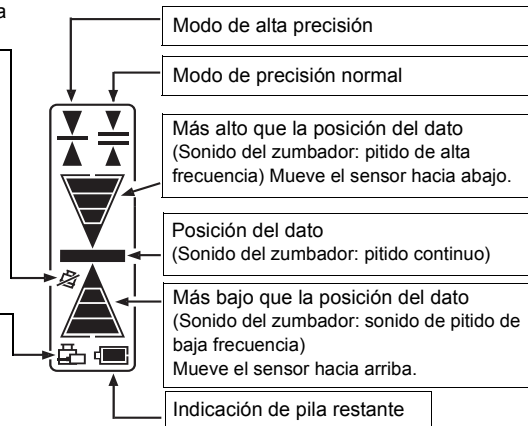 a
Modo de alta precisión
Modo de precisión normal
Más alto que la posición del dato
(Sonido del zumbador: pitido de alta
frecuencia) Mueve el sensor hacia abajo.
Posición del dato
(Sonido del zumbador: pitido continuo)
Más bajo que la posición del dato
(Sonido del zumbador: sonido de pitido de
baja frecuencia)
Mueve el sensor hacia arriba.
Indicación de pila restante